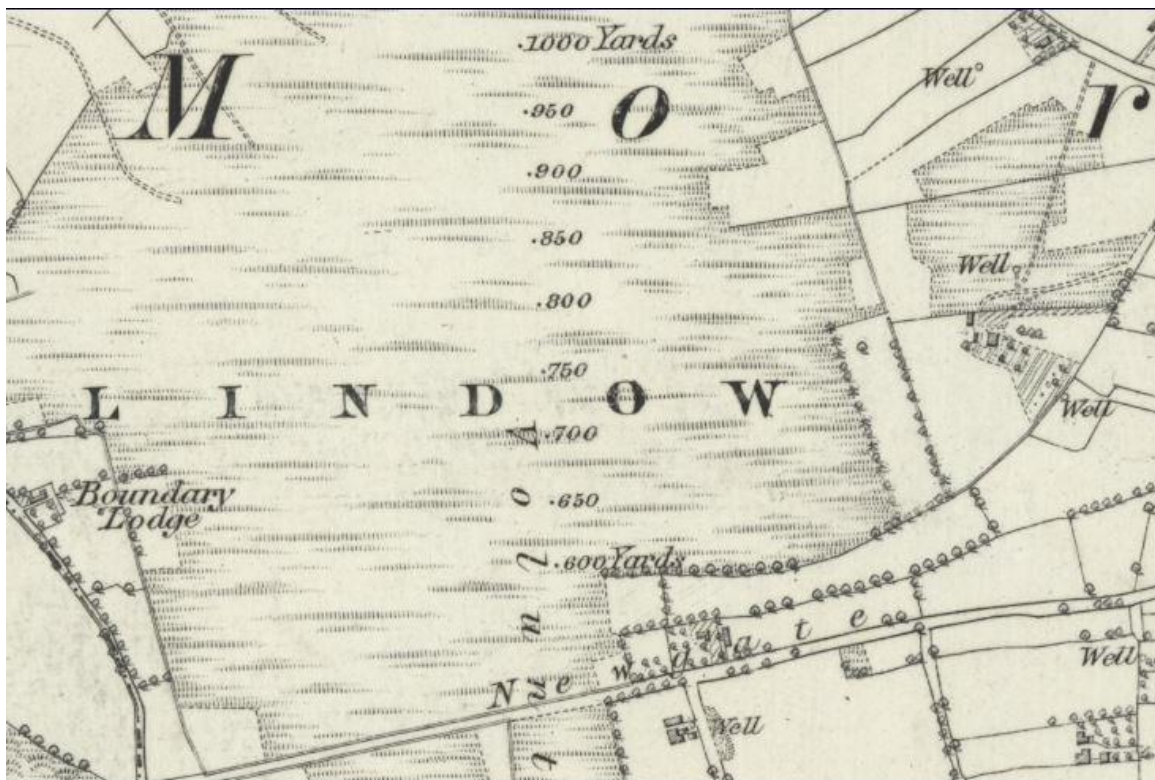 .1000 Yards
M o r
Well
.950
.900
.850
Well
.800
.750
LINDOW
Well
.700
Boundary
Lodge
.650
.600 Yards
Newgate
Well
Well